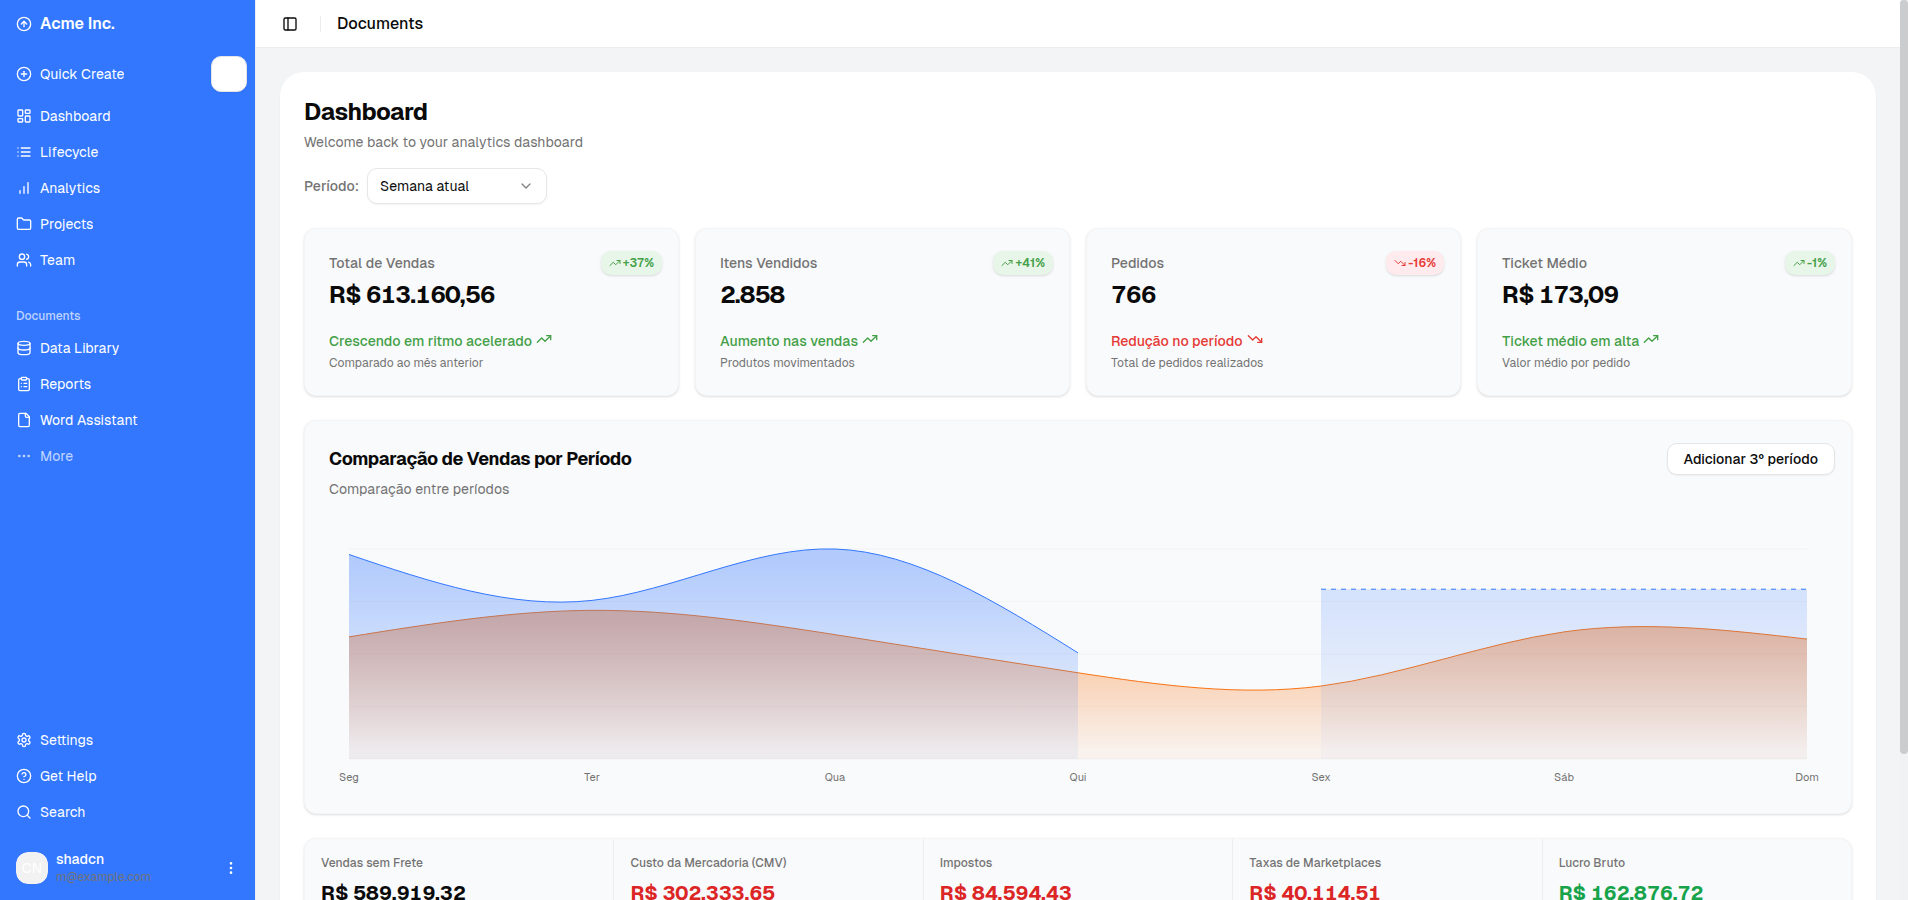 Acme Inc.
Documents
Quick Create
Dashboard
Lifecycle
Analytics
Projects
Team
Documents
Data Library
Reports
Word Assistant
More
Settings
Get Help
Search
CN
shadcn
m@example.com
Dashboard
Welcome back to your analytics dashboard
Período:
Semana atual
Total de Vendas
+37%
R$ 613.160,56
Crescendo em ritmo acelerado
Comparado ao mês anterior
Itens Vendidos
+41%
2.858
Aumento nas vendas
Produtos movimentados
Pedidos
-16%
766
Redução no período
Total de pedidos realizados
Ticket Médio
-1%
R$ 173,09
Ticket médio em alta
Valor médio por pedido
Comparação de Vendas por Período
Adicionar 3º período
Comparação entre períodos
Seg Ter Qua Qui Sex Sáb Dom
Vendas sem Frete
R$ 589.919,32
Custo da Mercadoria (CMV)
R$ 302.333,65
Impostos
R$ 84.594,43
Taxas de Marketplaces
R$ 40.114,51
Lucro Bruto
R$ 162.876,72